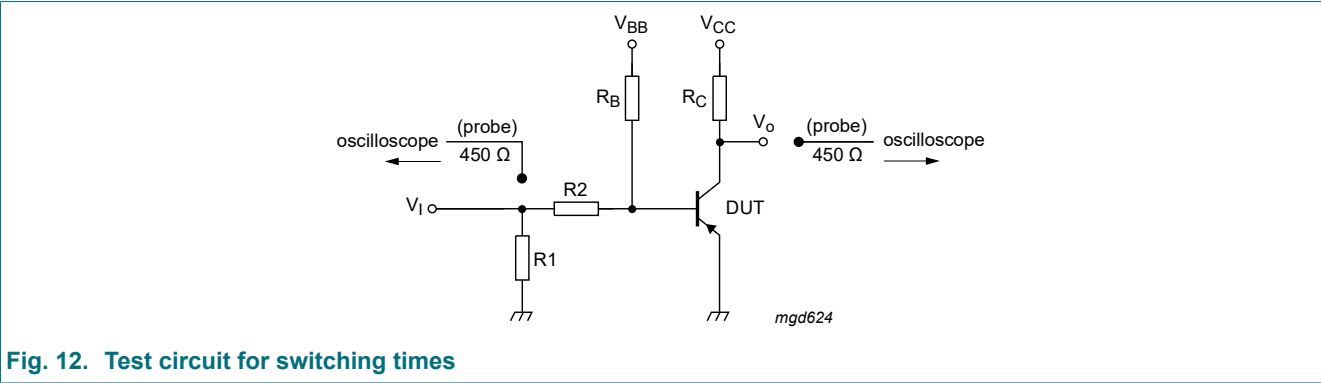 VBB
VCC
RB
RC
Vo
(probe)
oscilloscope
450 Ω
(probe)
oscilloscope
450 Ω
R2
VI
DUT
R1
mgd624
Fig. 12. Test circuit for switching times